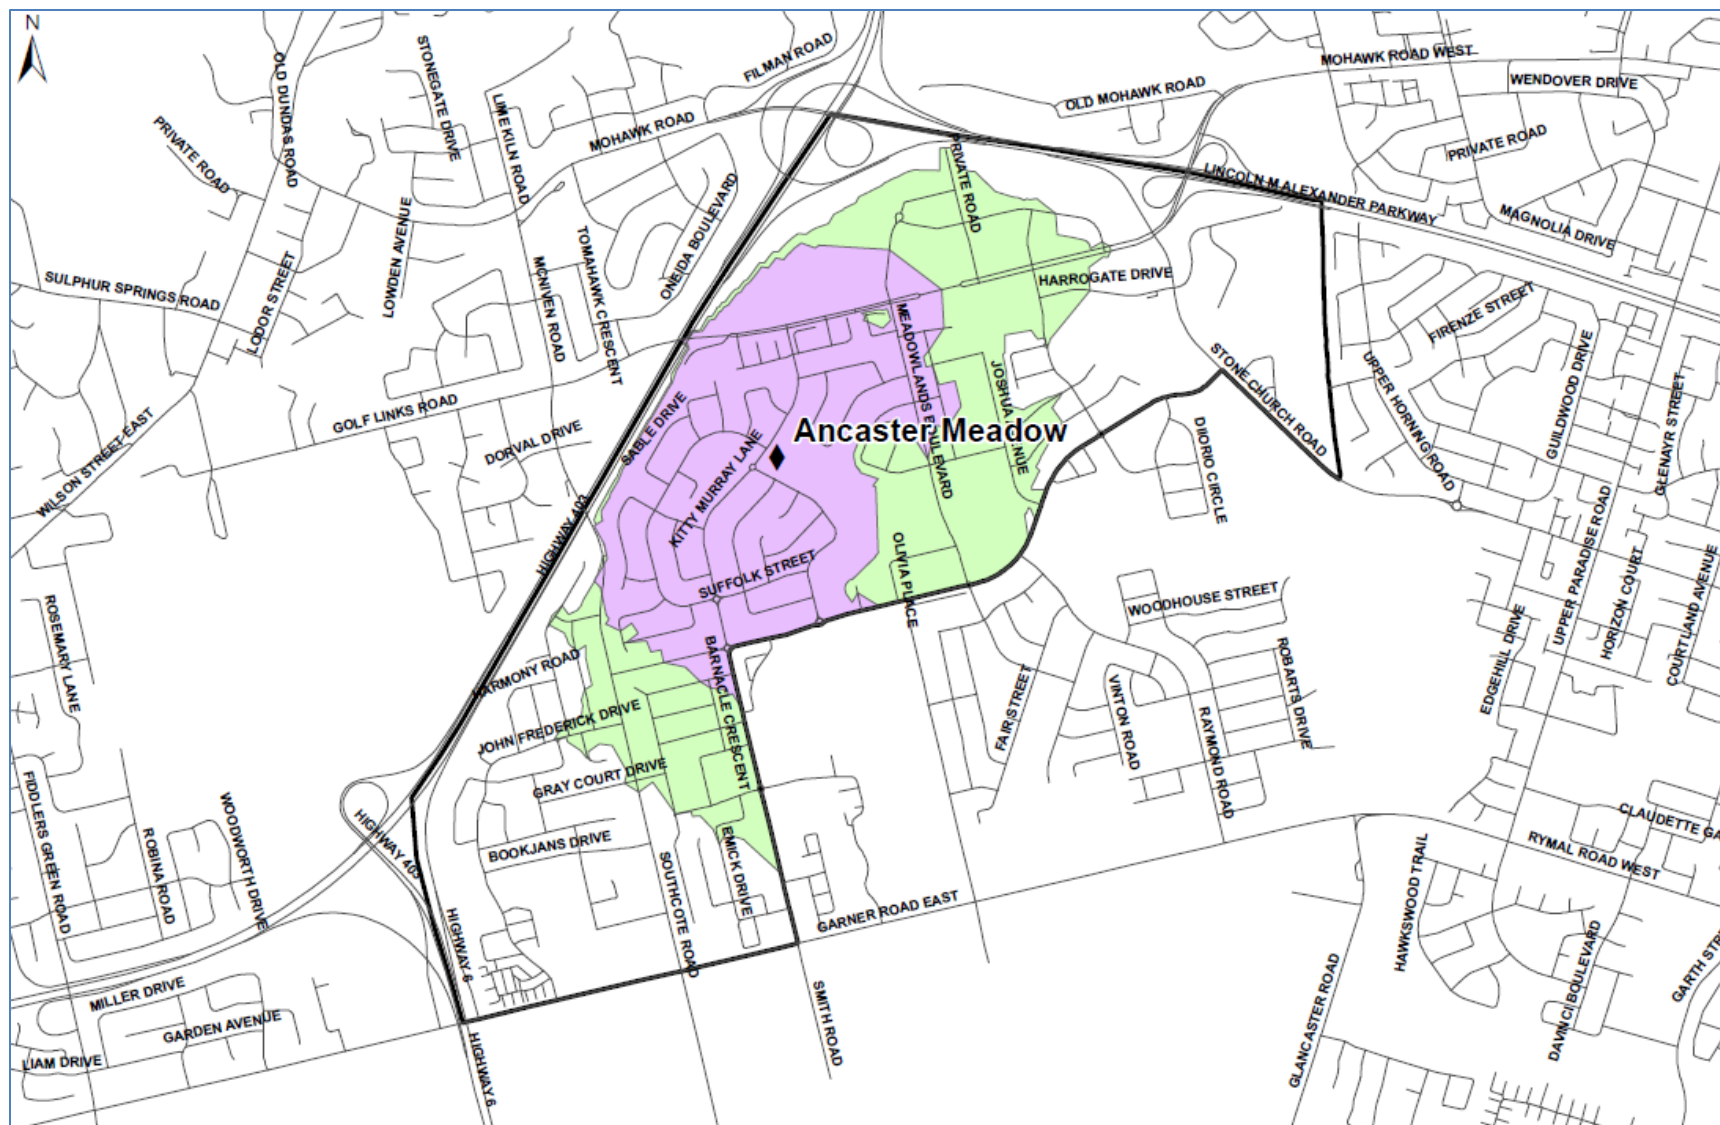 N
FILMAN ROAD
MOHAWK ROAD WEST
STONEGATE DRIVE
OLD DUNDAS ROAD
WENDOVER DRIVE
LIME KILN ROAD
OLD MOHAWK ROAD
MOHAWK ROAD
PRIVATE ROAD
PRIVATE ROAD
PRIVATE ROAD
LINCOLN M ALEXANDER PARKWAY
LOWDEN AVENUE
ONEIDA BOULEVARD
MAGNOLIA DRIVE
TOMAHAWK CRESCENT
MCNIVEN ROAD
SULPHUR SPRINGS ROAD
LODOR STREET
HARROGATE DRIVE
FIRENZE STREET
MEADOWLANDS BOULEVARD
STONE CHURCH ROAD
GUILDWOOD DRIVE
UPPER HORNING ROAD
JOSHUA AVENUE
GLENAYR STREET
GOLF LINKS ROAD
SABLE DRIVE
WILSON STREET EAST
DORVAL DRIVE
Ancaster Meadow
KITTY MURRAY LANE
DIIORIO CIRCLE
HIGHWAY 403
UPPER PARADISE ROAD
OLIVIA PLACE
SUFFOLK STREET
HORIZON COURT
COURTLAND AVENUE
WOODHOUSE STREET
ROSEMARY LANE
EDGEHILL DRIVE
HARMONY ROAD
BARNACLE CRESCENT
ROBARTS DRIVE
FAIR STREET
VINTON ROAD
RAYMOND ROAD
JOHN FREDERICK DRIVE
GRAY COURT DRIVE
FIDDLERS GREEN ROAD
WOODWORTH DRIVE
ROBINA ROAD
HIGHWAY 403
BOOKJANS DRIVE
EMICK DRIVE
SOUTHCOTE ROAD
CLAUDETTE GA
RYMAL ROAD WEST
HAWKSWOOD TRAIL
GARNER ROAD EAST
HIGHWAY 6
DAVINCI BOULEVARD
GARTH STR
MILLER DRIVE
GLANCASTER ROAD
SMITH ROAD
GARDEN AVENUE
LIAM DRIVE
HIGHWAY 6